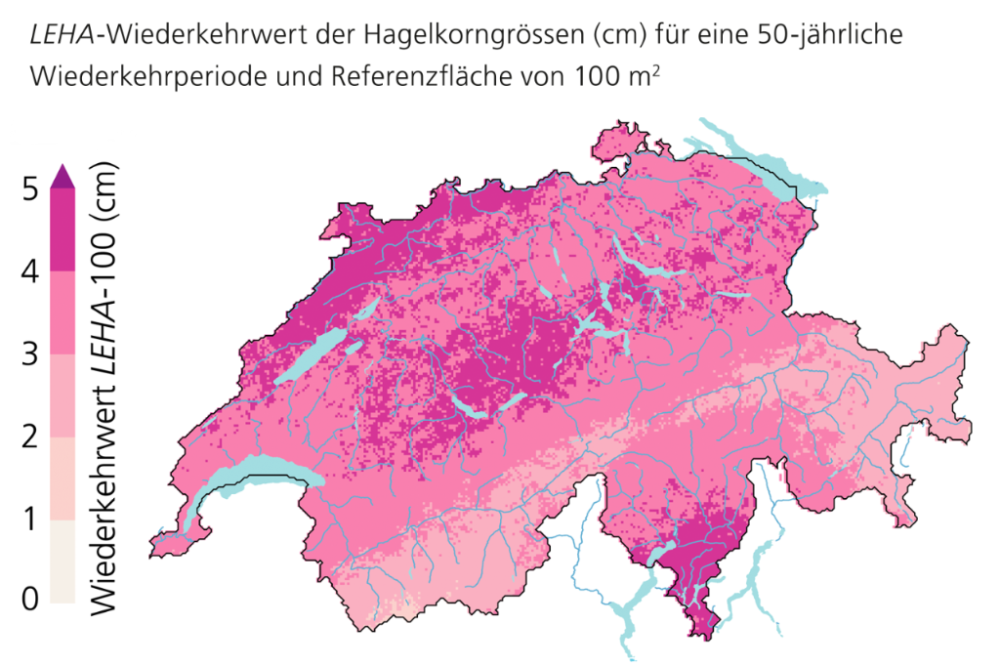 LEHA-Wiederkehrwert der Hagelkorngrössen (cm) für eine 50-jährliche
Wiederkehrperiode und Referenzfläche von 100 m²
Wiederkehrwert LEHA-100 (cm)
5
4
3
2
1
0